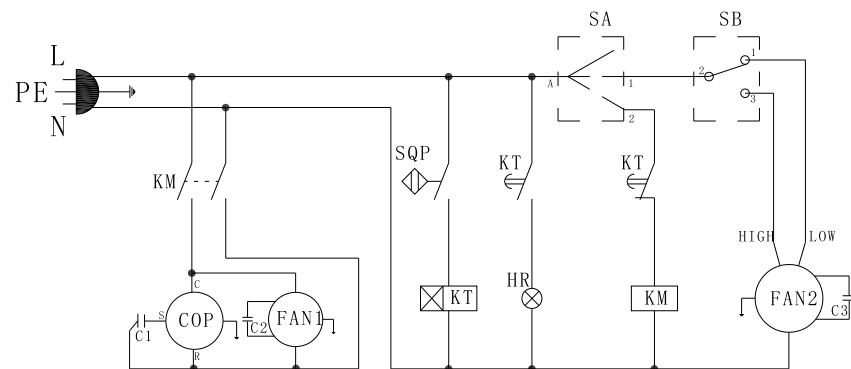 SA
SB
L
PE
N
A
1
2
2
1
3
SQP
KT
KT
KM
HIGH
LOW
HR
KT
KM
FAN2
C3
C
S
COP
C1
R
C2
FAN1